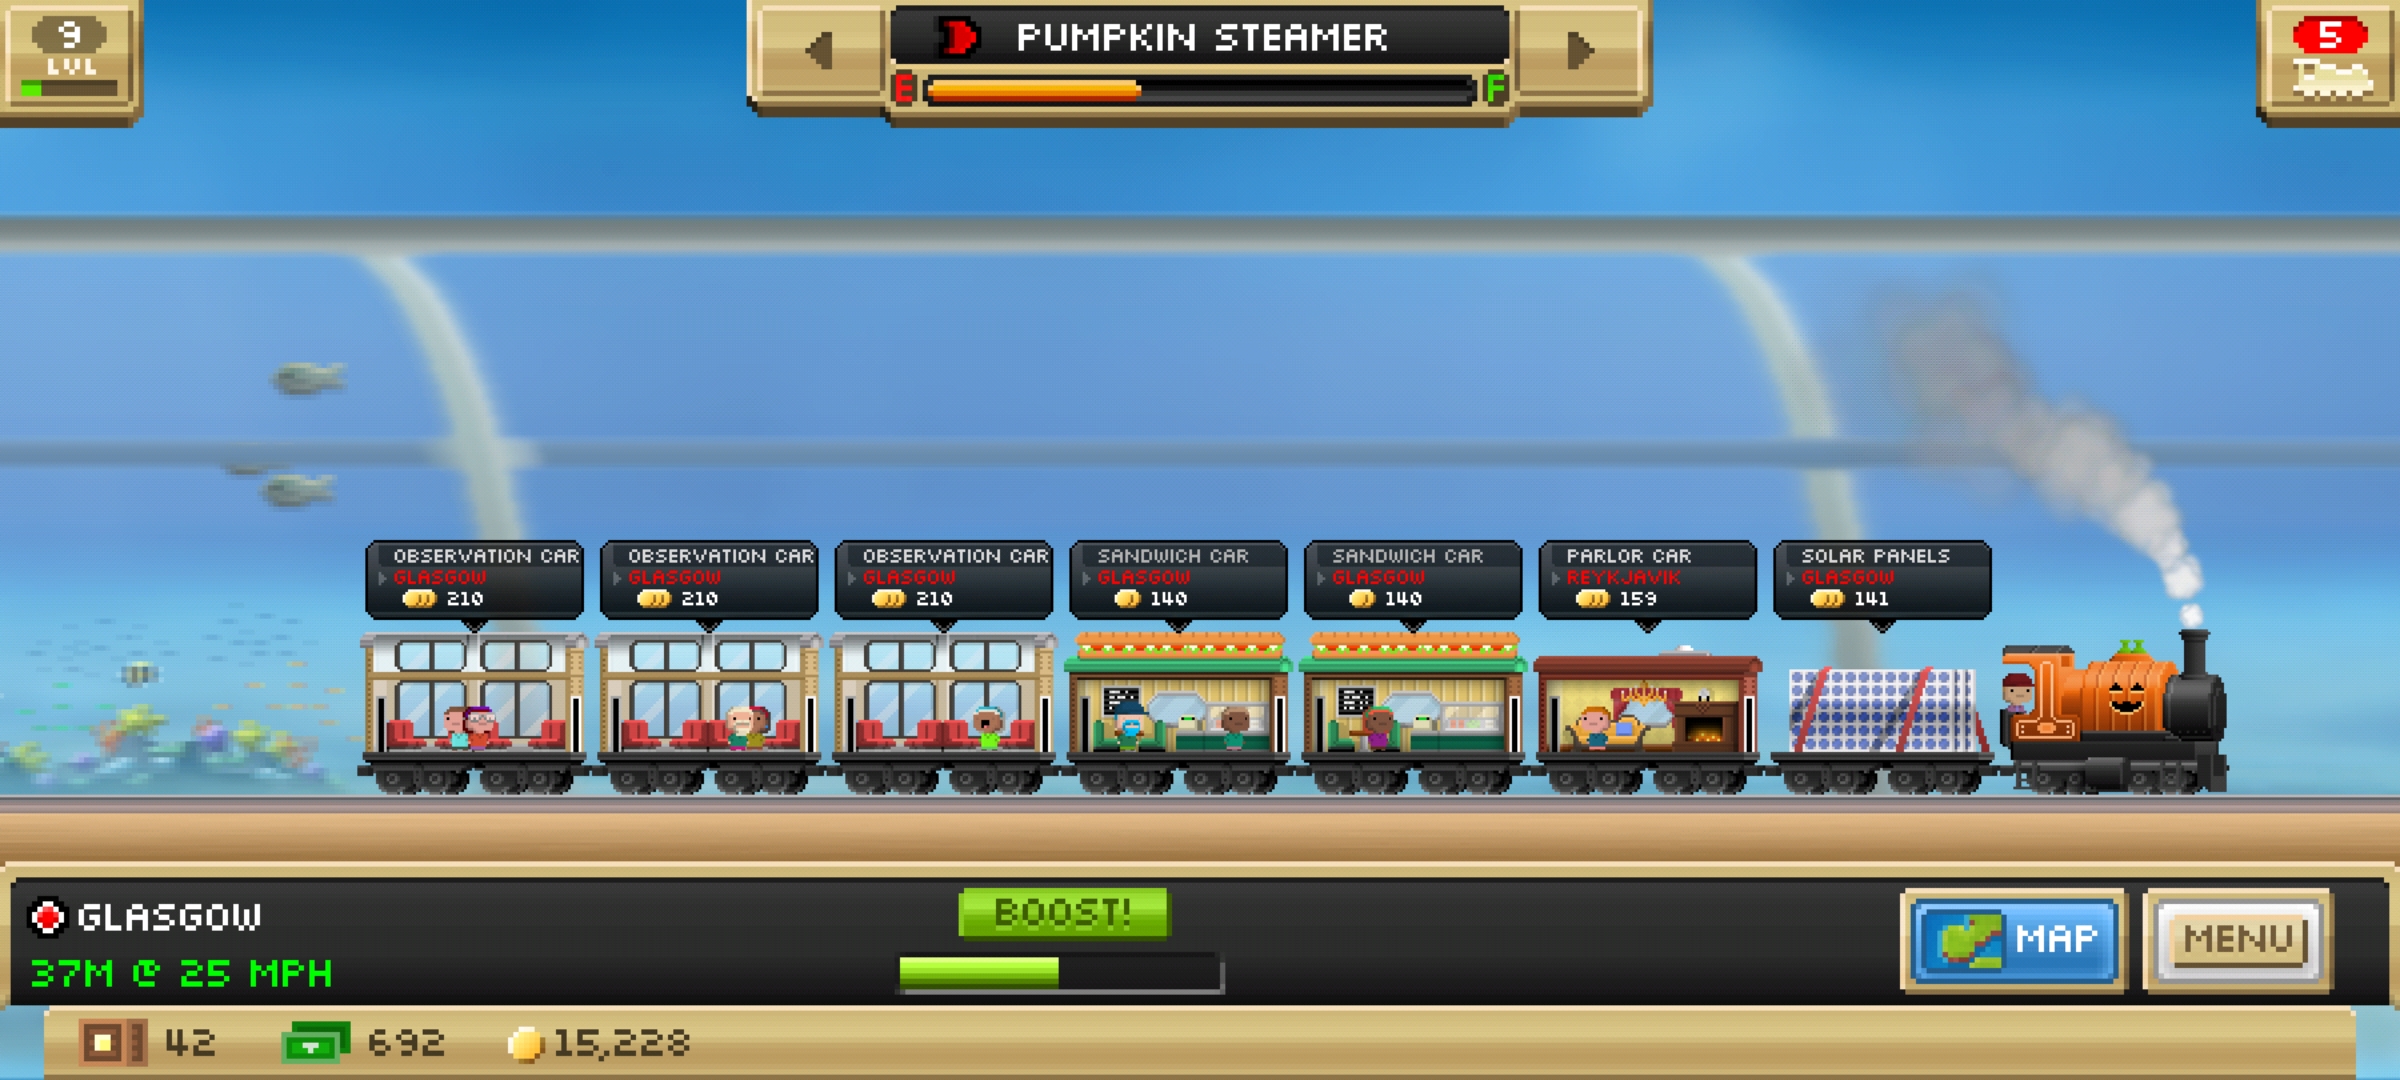 9
LVL
PUMPKIN STEAMER
E F
5
OBSERVATION CAR
GLASGOW
210
OBSERVATION CAR
GLASGOW
210
OBSERVATION CAR
GLASGOW
210
SANDWICH CAR
GLASGOW
140
SANDWICH CAR
GLASGOW
140
PARLOR CAR
REYKJAVIK
159
SOLAR PANELS
GLASGOW
141
GLASGOW
37M @ 25 MPH
BOOST!
MAP
MENU
42 692 15,228